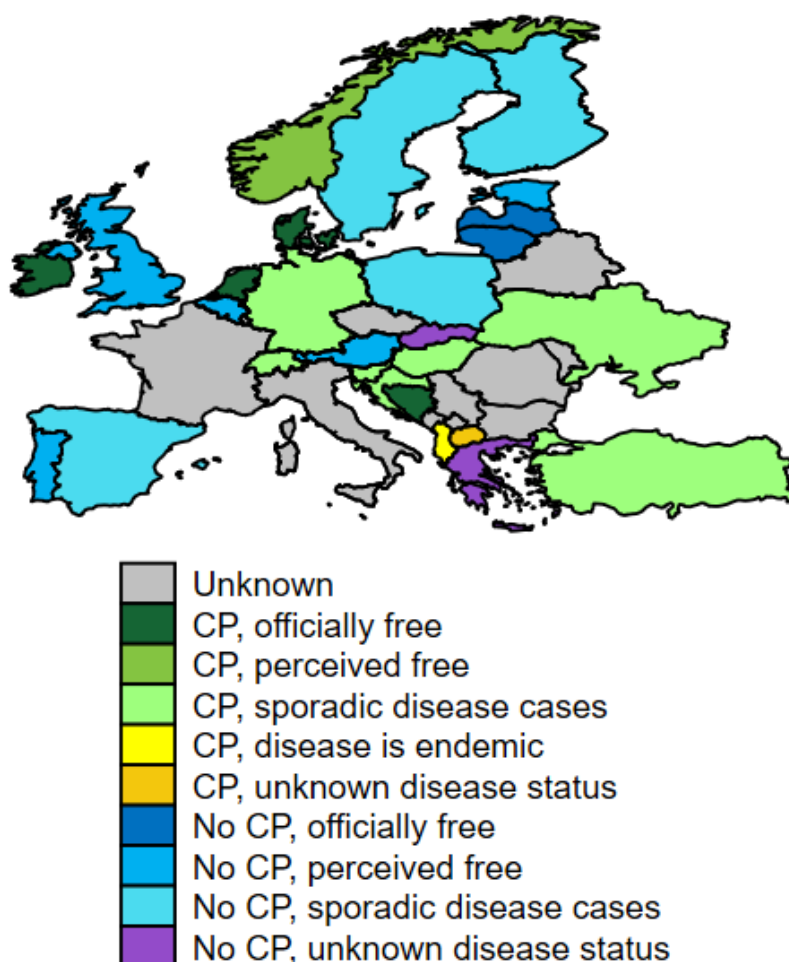 Unknown
CP, officially free
CP, perceived free
CP, sporadic disease cases
CP, disease is endemic
CP, unknown disease status
No CP, officially free
No CP, perceived free
No CP, sporadic disease cases
No CP, unknown disease status